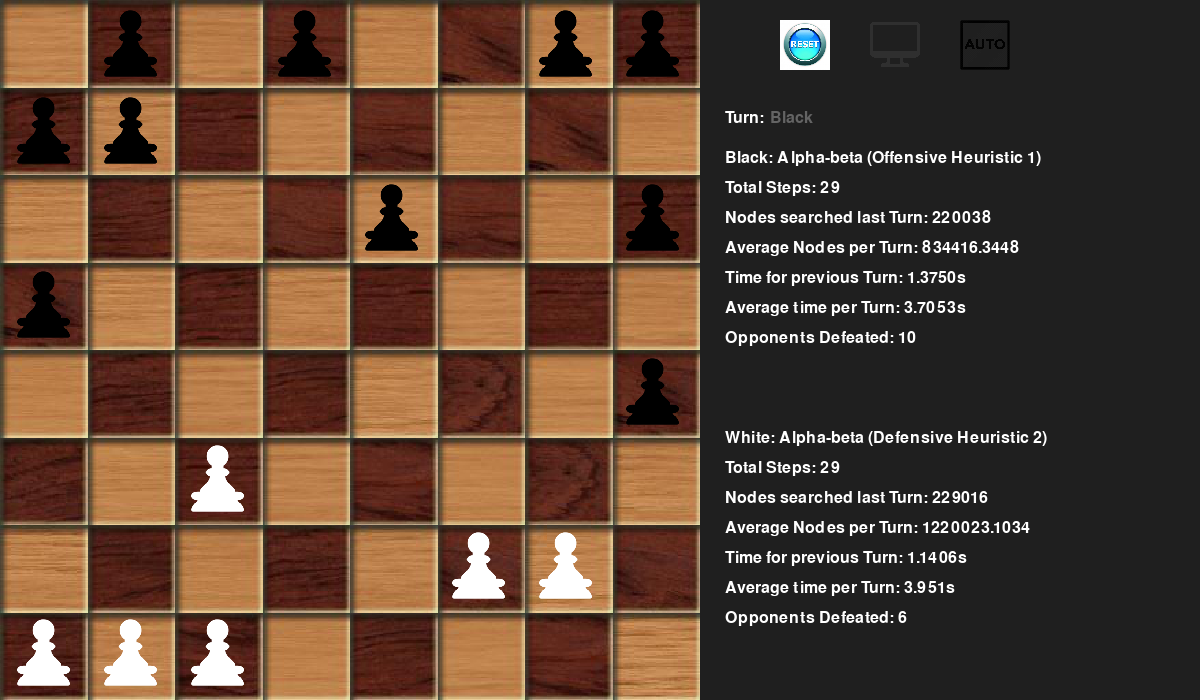 RESET
AUTO
Turn: Black
Black: Alpha-beta (Offensive Heuristic 1)
Total Steps: 29
Nodes searched last Turn: 220038
Average Nodes per Turn: 834416.3448
Time for previous Turn: 1.3750s
Average time per Turn: 3.7053s
Opponents Defeated: 10
White: Alpha-beta (Defensive Heuristic 2)
Total Steps: 29
Nodes searched last Turn: 229016
Average Nodes per Turn: 1220023.1034
Time for previous Turn: 1.1406s
Average time per Turn: 3.951s
Opponents Defeated: 6